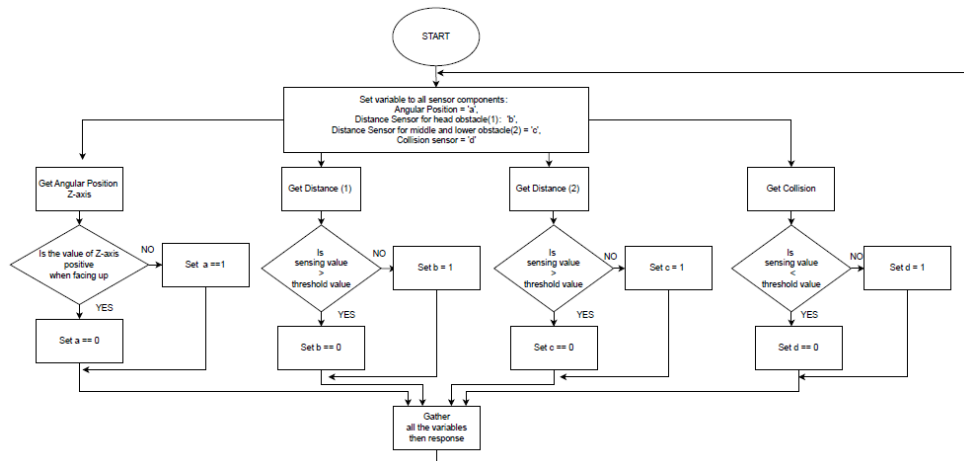 START
Set variable to all sensor components:
Angular Position = 'a',
Distance Sensor for head obstacle(1):  'b',
Distance Sensor for middle and lower obstacle(2) = 'c',
Collision sensor = 'd'
Get Angular Position
Z-axis
Get Distance (1)
Get Distance (2)
Get Collision
Is the value of Z-axis
positive
when facing up
NO
Set a ==1
YES
Set a == 0
Is
sensing value
>
threshold value
NO
Set b = 1
YES
Set b == 0
Is
sensing value
>
threshold value
NO
Set c = 1
YES
Set c == 0
Is
sensing value
<
threshold value
NO
Set d = 1
YES
Set d == 0
Gather
all the variables
then response